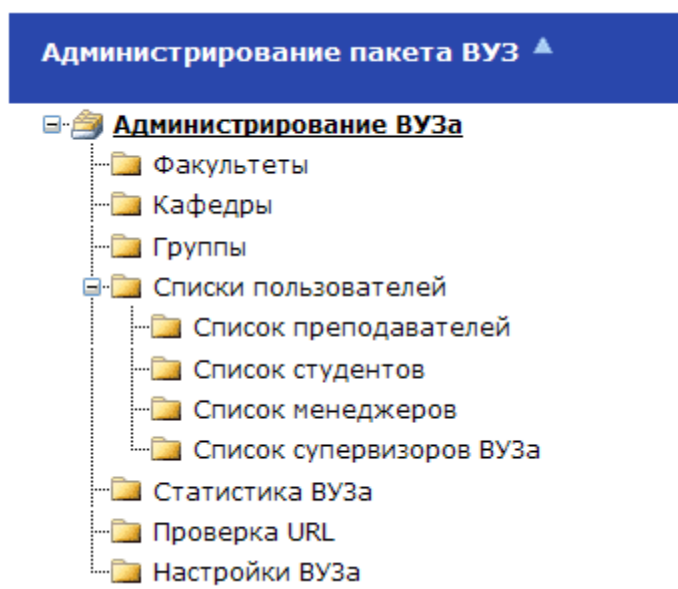 Администрирование пакета ВУЗ
Администрирование ВУЗа
Факультеты
Кафедры
Группы
Списки пользователей
Список преподавателей
Список студентов
Список менеджеров
Список супервизоров ВУЗа
Статистика ВУЗа
Проверка URL
Настройки ВУЗа